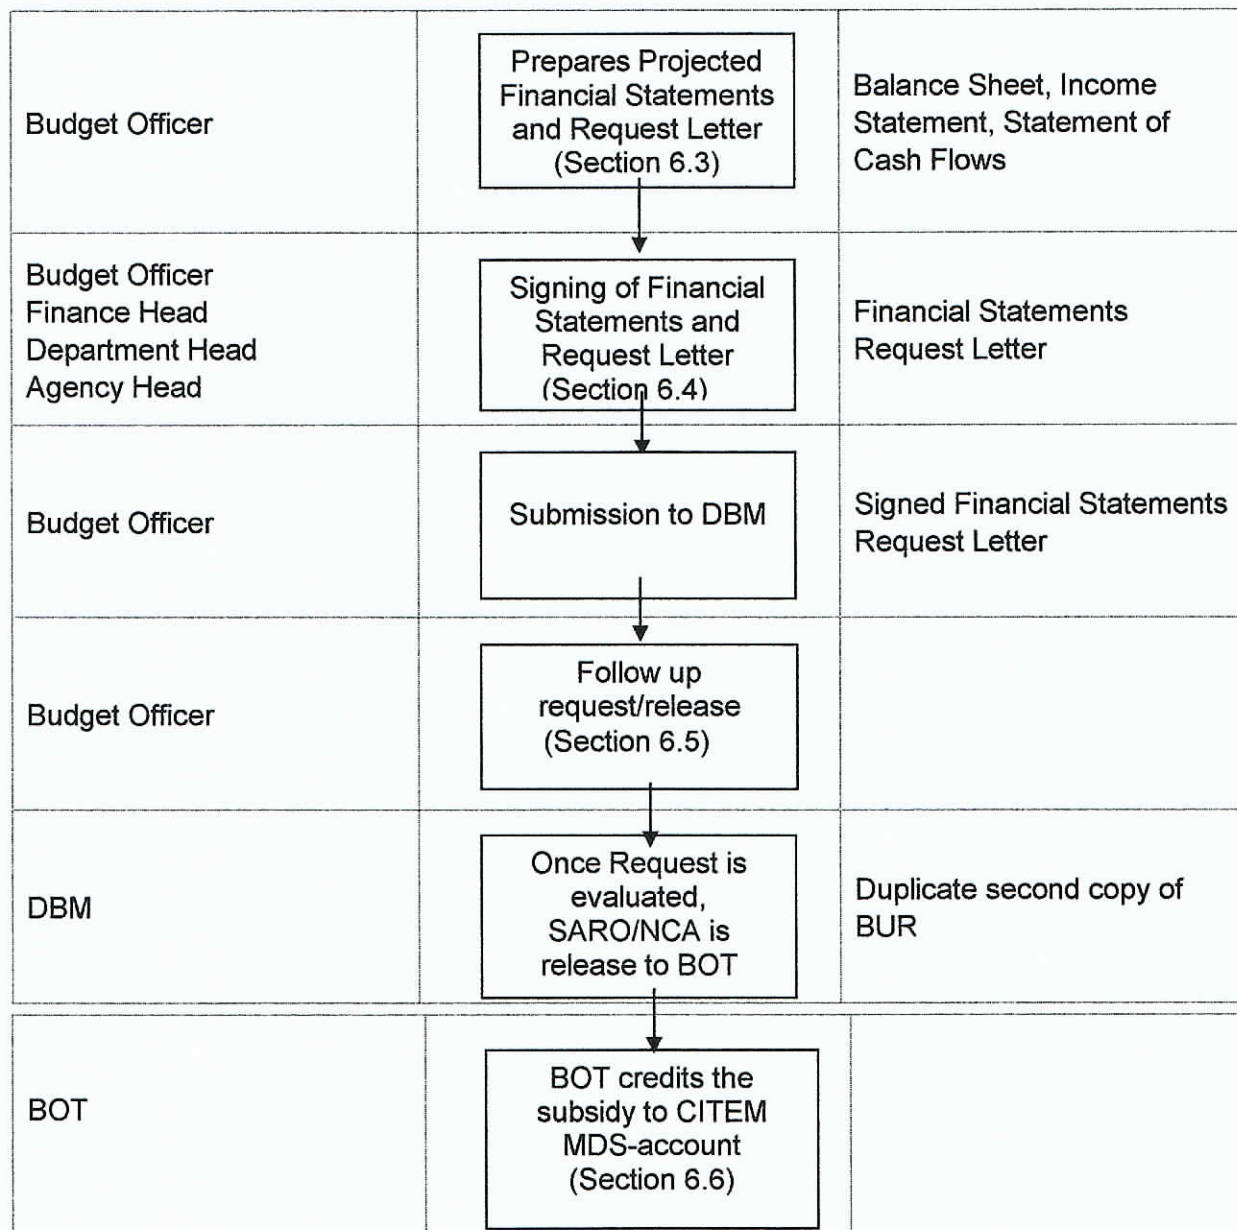 Budget Officer
Prepares Projected
Financial Statements
and Request Letter
(Section 6.3)
Balance Sheet, Income
Statement, Statement of
Cash Flows
Budget Officer
Finance Head
Department Head
Agency Head
Signing of Financial
Statements and
Request Letter
(Section 6.4)
Financial Statements
Request Letter
Budget Officer
Submission to DBM
Signed Financial Statements
Request Letter
Budget Officer
Follow up
request/release
(Section 6.5)
DBM
Once Request is
evaluated,
SARO/NCA is
release to BOT
Duplicate second copy of
BUR
BOT
BOT credits the
subsidy to CITEM
MDS-account
(Section 6.6)